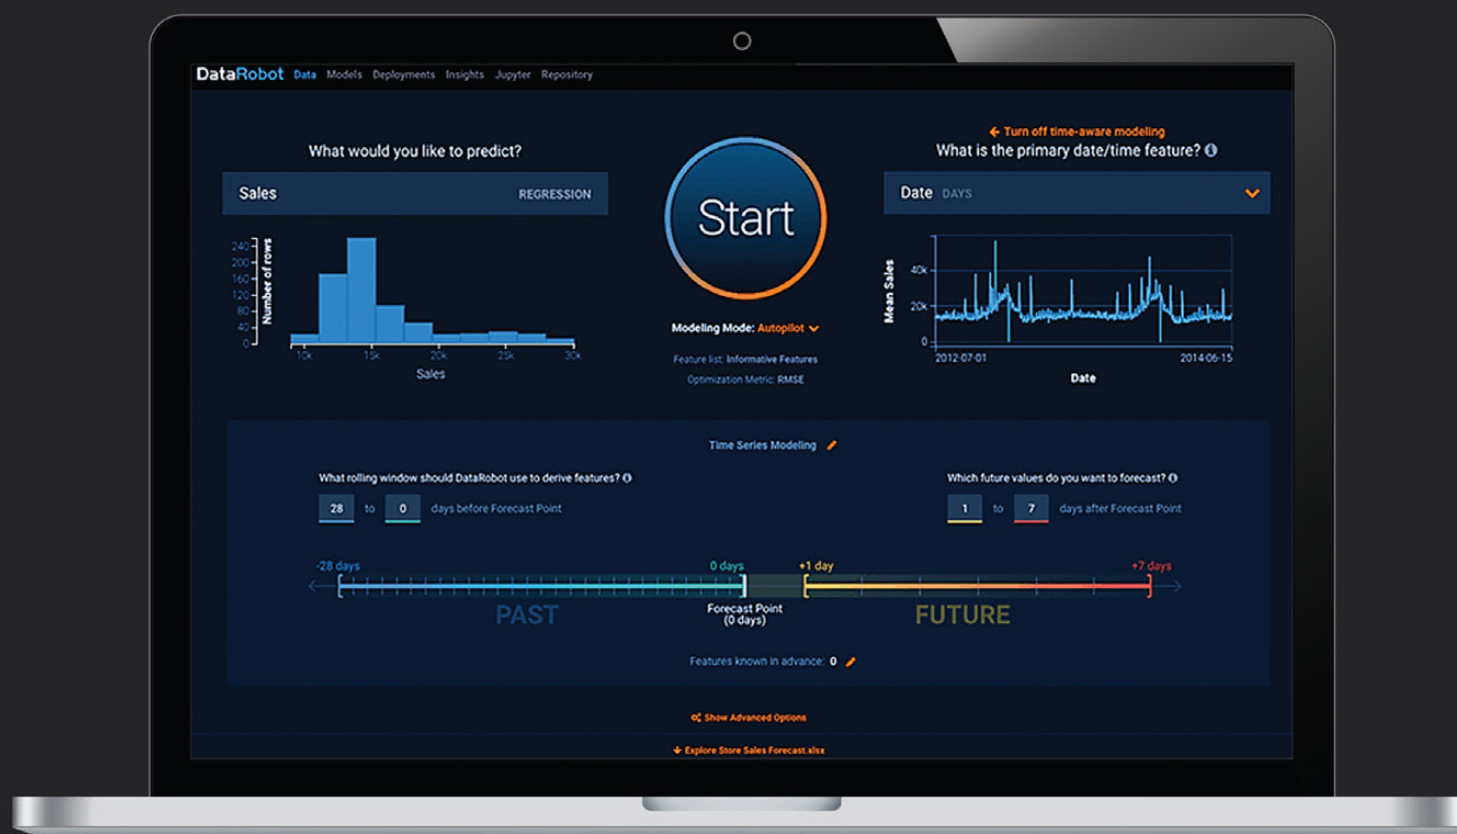 DataRobot Data Models Deployments Insights Jupyter Repository
What would you like to predict?
Sales REGRESSION
240
200
160
120
80
40
0
Number of rows
10k 15k 20k 25k 30k
Sales
Start
Modeling Mode: Autopilot
Feature list: Informative Features
Optimization Metric: RMSE
Turn off time-aware modeling
What is the primary date/time feature?
Date DAYS
Mean Sales
40k
20k
0
2012-07-01 2014-06-15
Date
Time Series Modeling
What rolling window should DataRobot use to derive features?
28 to 0 days before Forecast Point
Which future values do you want to forecast?
1 to 7 days after Forecast Point
-28 days 0 days +1 day +7 days
PAST
Forecast Point
(0 days)
FUTURE
Features known in advance: 0
Show Advanced Options
Explore Store Sales Forecast.xlsx